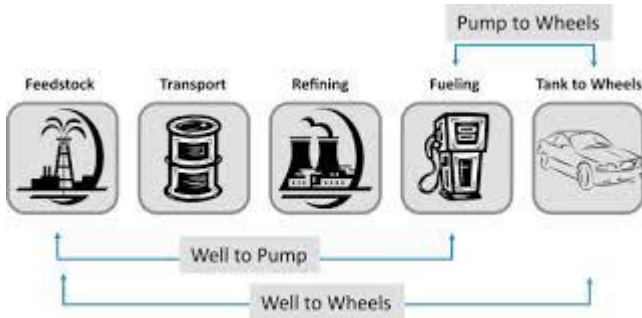 Pump to Wheels
Feedstock Transport Refining Fueling Tank to Wheels
Well to Pump
Well to Wheels